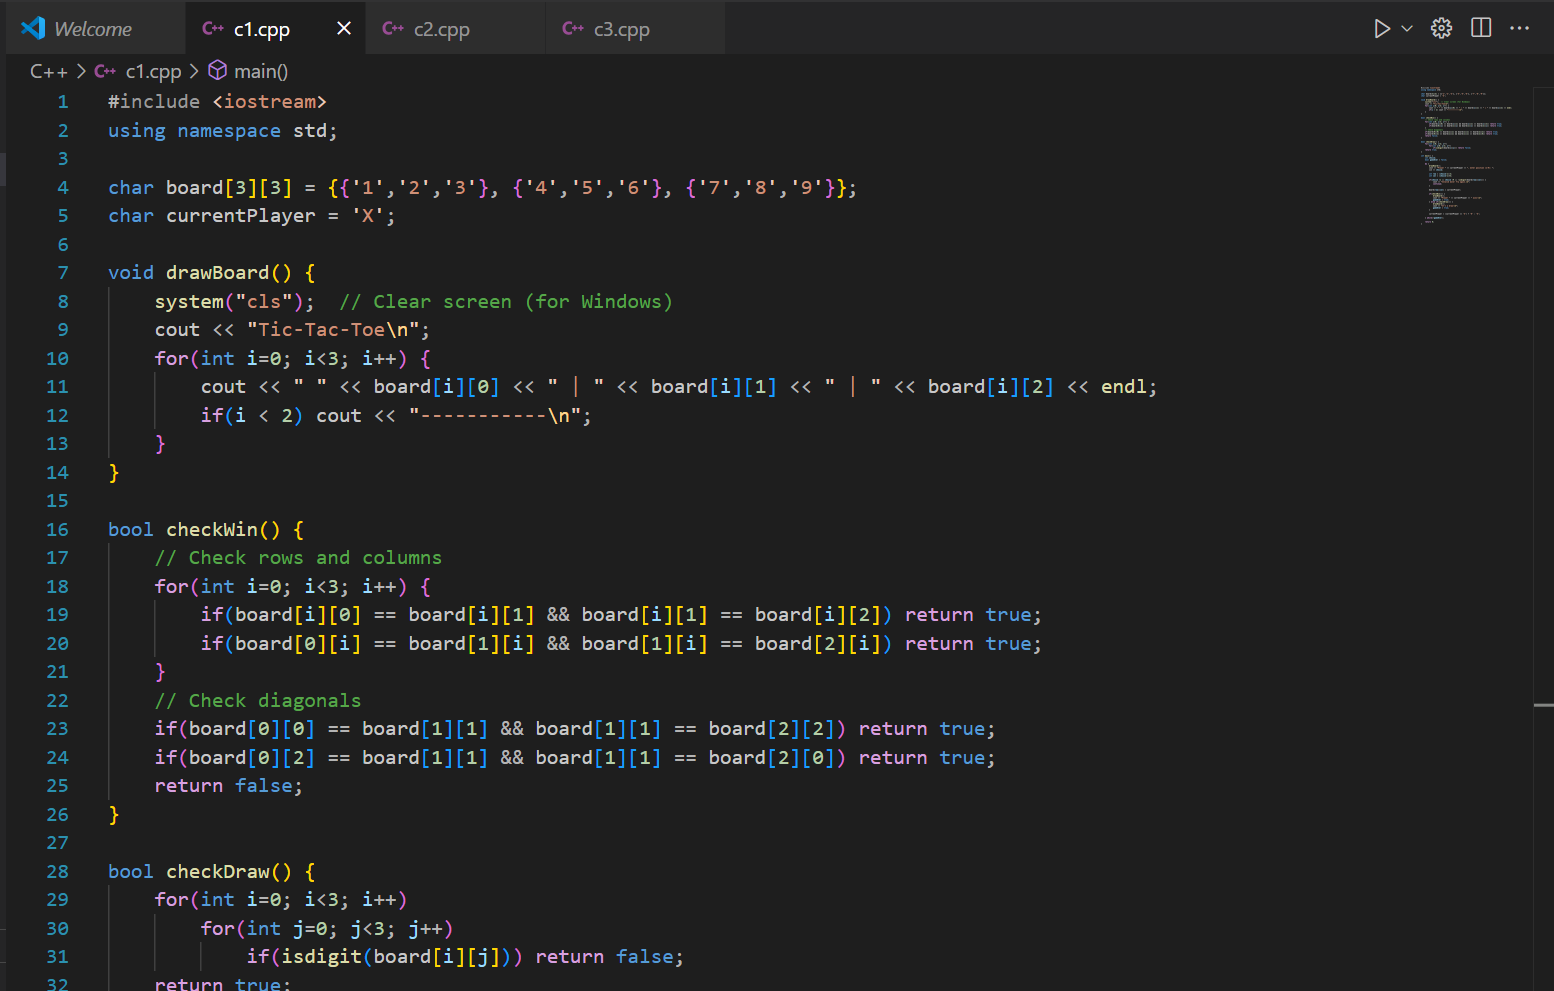 Welcome C++ c1.cpp C++ c2.cpp C++ c3.cpp
C++ > C++ c1.cpp > main()
1 #include <iostream>
2 using namespace std;
3
4 char board[3][3] = {{'1','2','3'}, {'4','5','6'}, {'7','8','9'}};
5 char currentPlayer = 'X';
6
7 void drawBoard() {
8 system("cls");  // Clear screen (for Windows)
9 cout << "Tic-Tac-Toe\n";
10 for(int i=0; i<3; i++) {
11 cout << " " << board[i][0] << " | " << board[i][1] << " | " << board[i][2] << endl;
12 if(i < 2) cout << "-----------\n";
13 }
14 }
15
16 bool checkWin() {
17 // Check rows and columns
18 for(int i=0; i<3; i++) {
19 if(board[i][0] == board[i][1] && board[i][1] == board[i][2]) return true;
20 if(board[0][i] == board[1][i] && board[1][i] == board[2][i]) return true;
21 }
22 // Check diagonals
23 if(board[0][0] == board[1][1] && board[1][1] == board[2][2]) return true;
24 if(board[0][2] == board[1][1] && board[1][1] == board[2][0]) return true;
25 return false;
26 }
27
28 bool checkDraw() {
29 for(int i=0; i<3; i++)
30 for(int j=0; j<3; j++)
31 if(isdigit(board[i][j])) return false;
32 return true;